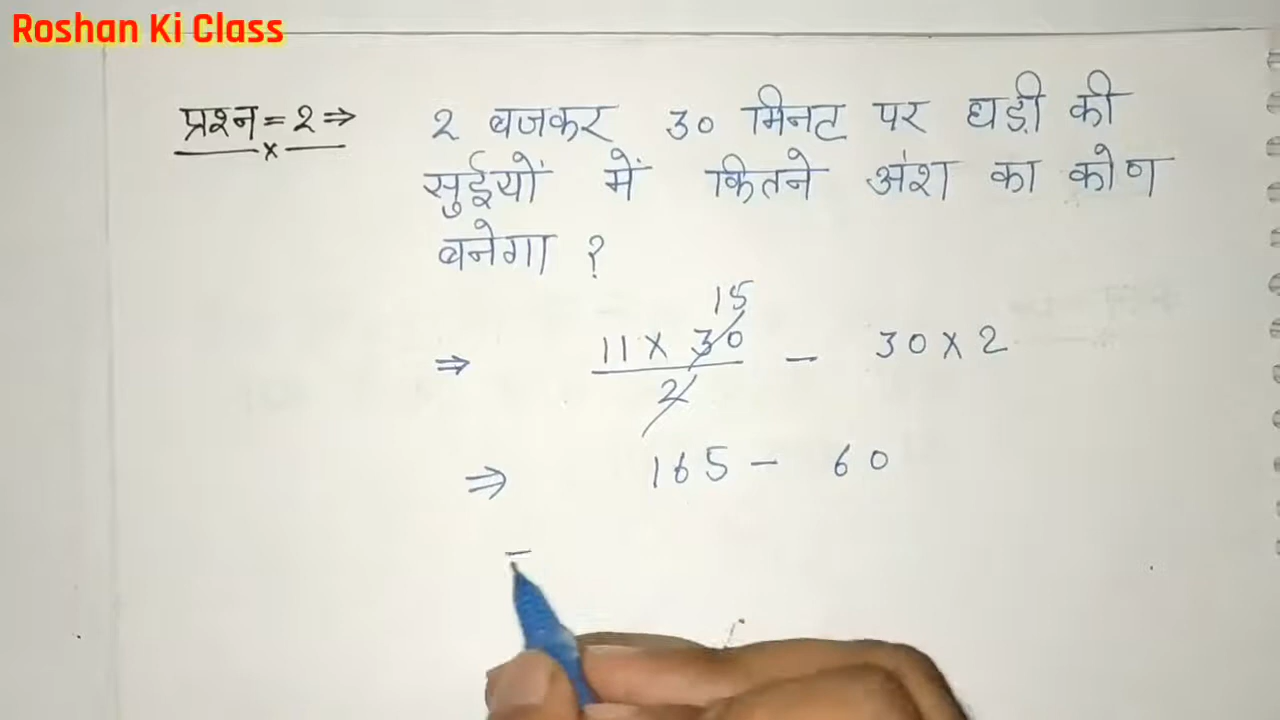 Roshan Ki Class
प्रश्न = 2 ⇒ 2 बजकर 30 मिनट पर घड़ी की
सुईयों में कितने अंश का कोण
बनेगा ?
15
⇒ 11 x 30 - 30 x 2
2
⇒ 165 - 60